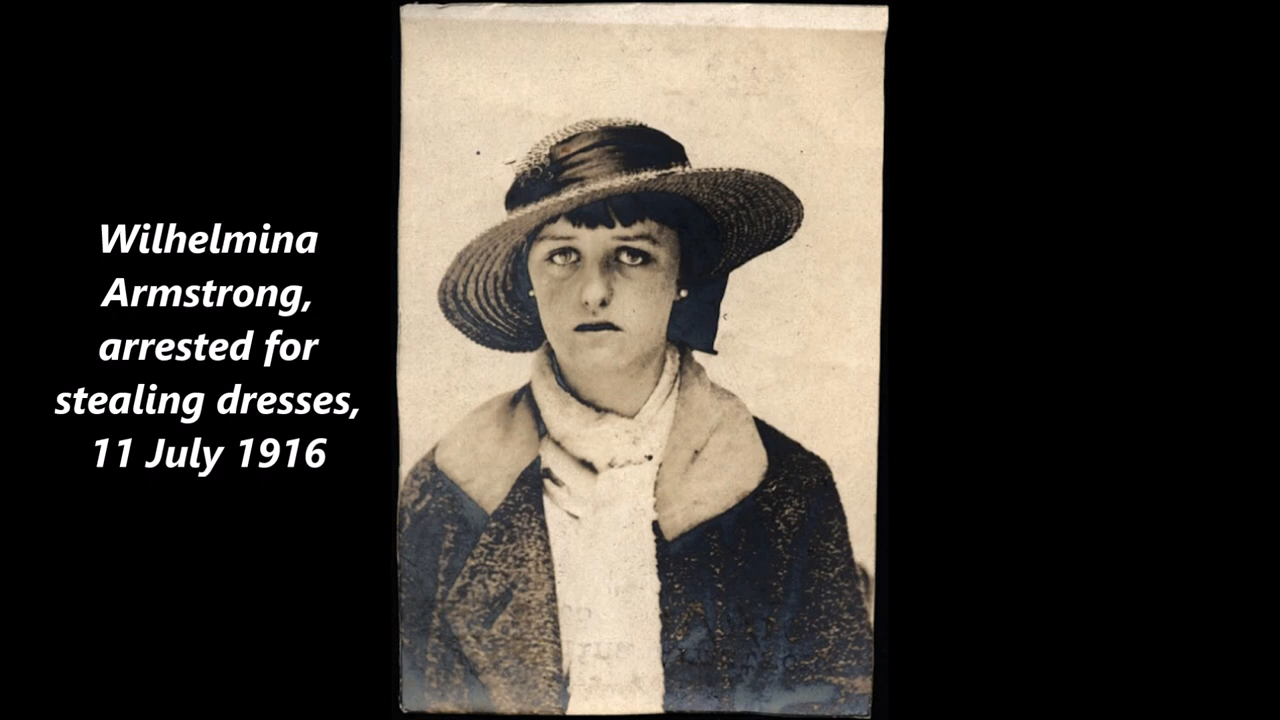 Wilhelmina
Armstrong,
arrested for
stealing dresses,
11 July 1916